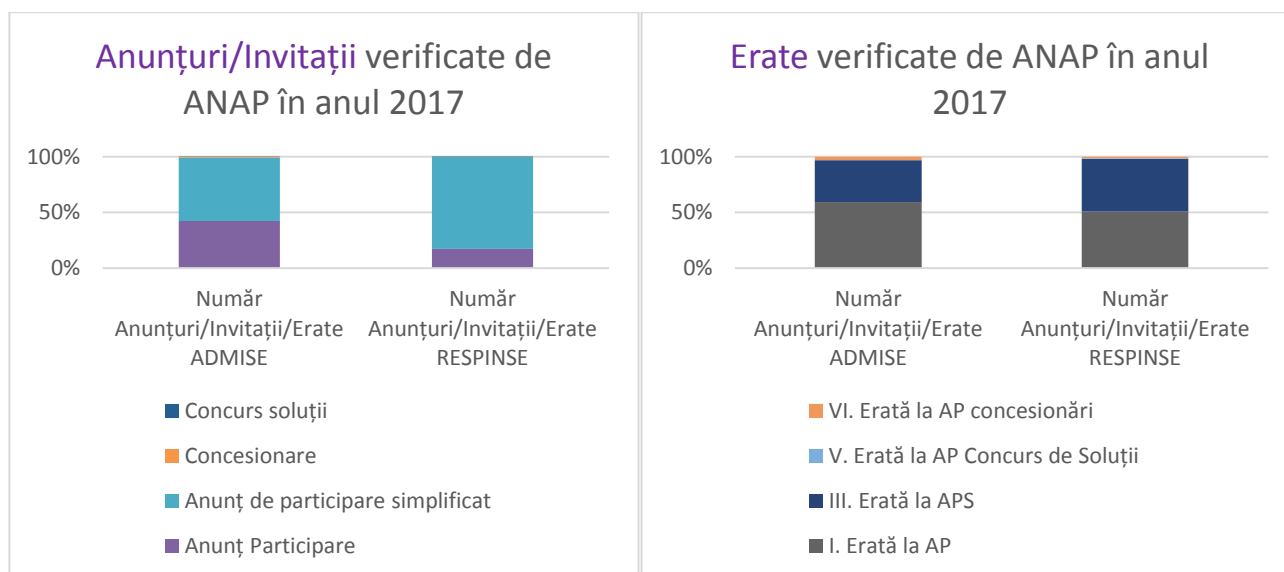 Anunțuri/Invitații verificate de
ANAP în anul 2017
100%
50%
0%
Număr
Anunțuri/Invitații/Erate
ADMISE
Număr
Anunțuri/Invitații/Erate
RESPINSE
Concurs soluții
Concesionare
Anunț de participare simplificat
Anunț Participare
Erate verificate de ANAP în anul
2017
100%
50%
0%
Număr
Anunțuri/Invitații/Erate
ADMISE
Număr
Anunțuri/Invitații/Erate
RESPINSE
VI. Erată la AP concesionări
V. Erată la AP Concurs de Soluții
III. Erată la APS
I. Erată la AP